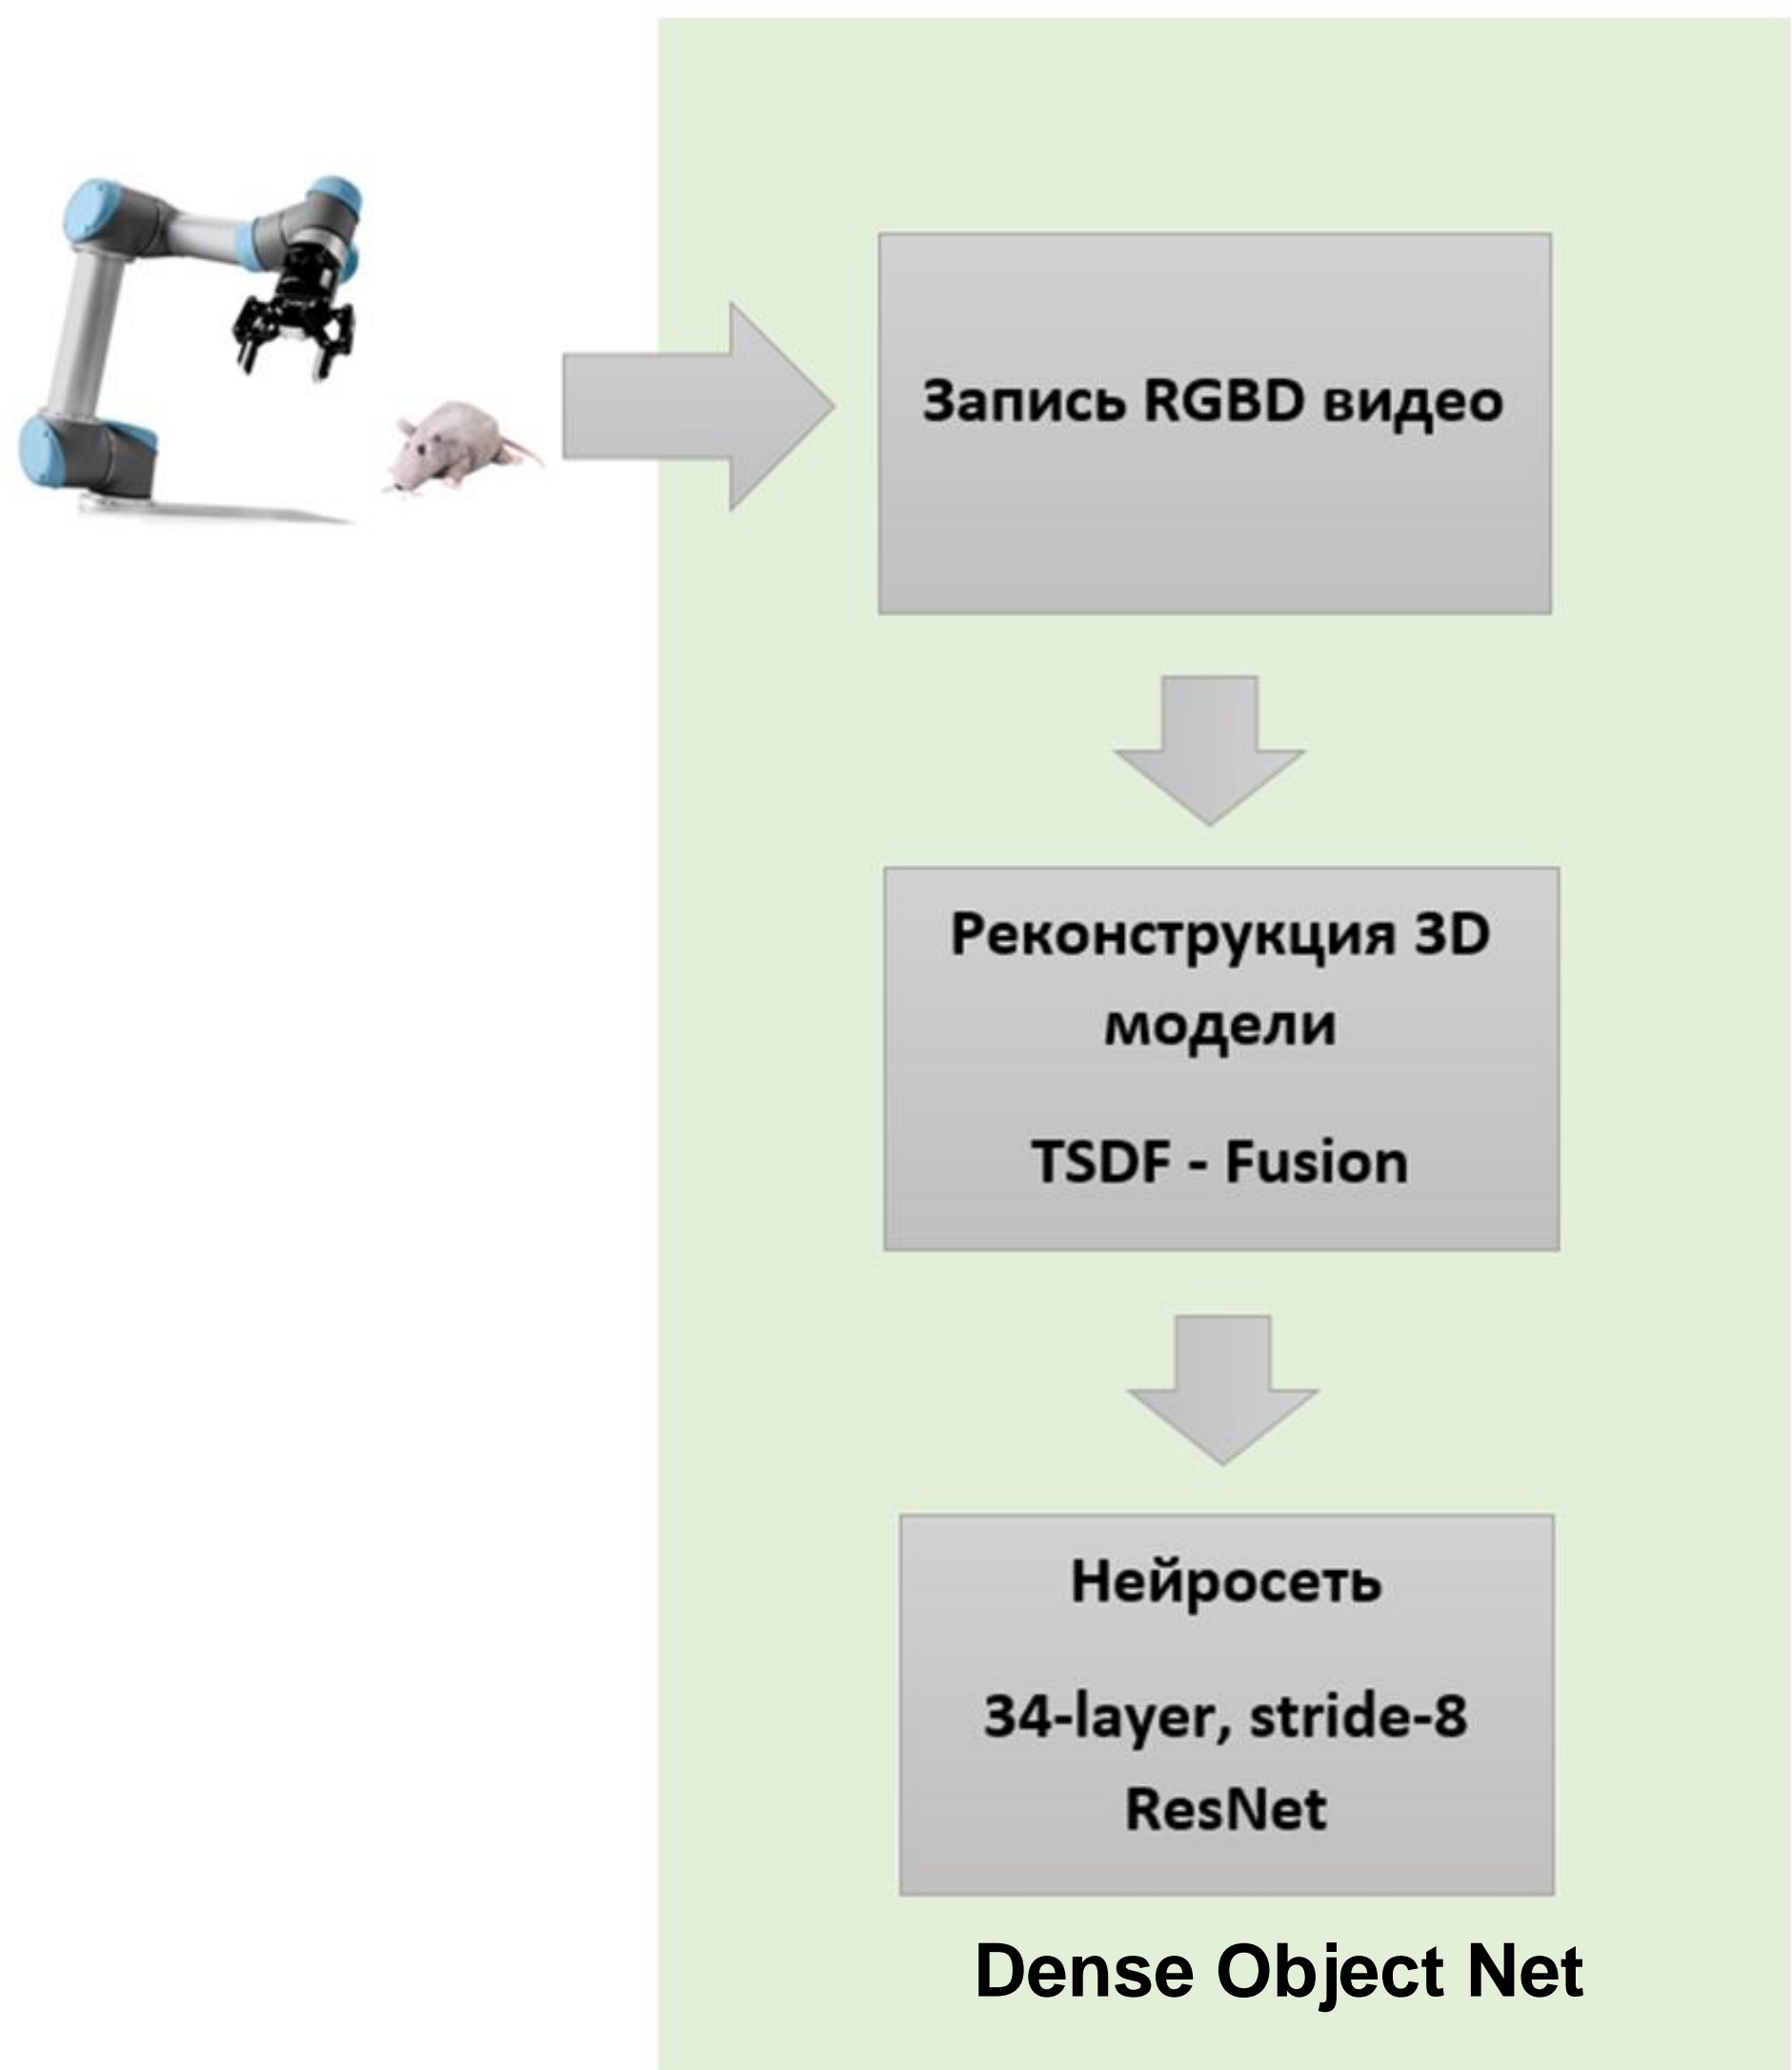 Запись RGBD видео
Реконструкция 3D
модели
TSDF - Fusion
Нейросеть
34-layer, stride-8
ResNet
Dense Object Net